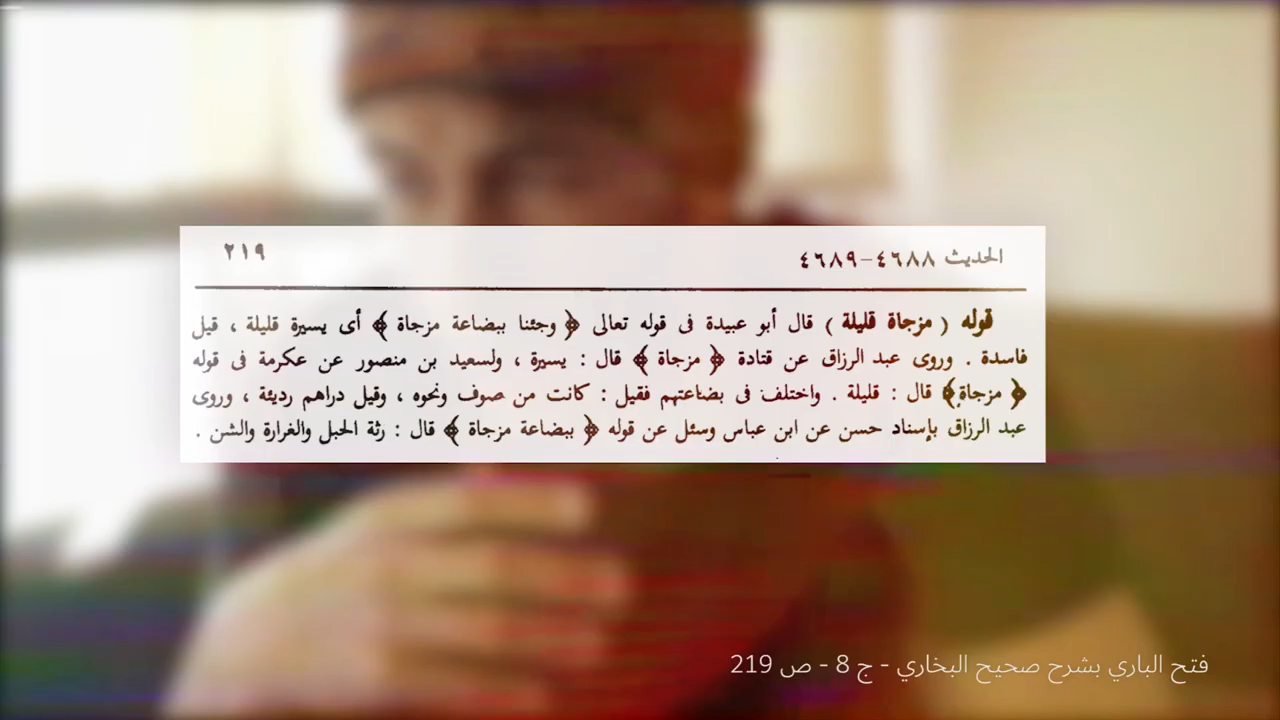 الحديث ٤٦٨٨-٤٦٨٩ ٢١٩
قوله ( مزجاة قليلة ) قال أبو عبيدة فى قوله تعالى ﴿ وجئنا ببضاعة مزجاة ﴾ أى يسيرة قليلة ، قيل
فاسدة . وروى عبد الرزاق عن قتادة ﴿ مزجاة ﴾ قال : يسيرة ، ولسعيد بن منصور عن عكرمة فى قوله
﴿ مزجاة ﴾ قال : قليلة . واختلف فى بضاعتهم فقيل : كانت من صوف ونحوه ، وقيل دراهم رديئة ، وروى
عبد الرزاق بإسناد حسن عن ابن عباس وسئل عن قوله ﴿ ببضاعة مزجاة ﴾ قال : رثة الحبل والغرارة والشن .
فتح الباري بشرح صحيح البخاري - ج 8 - ص 219